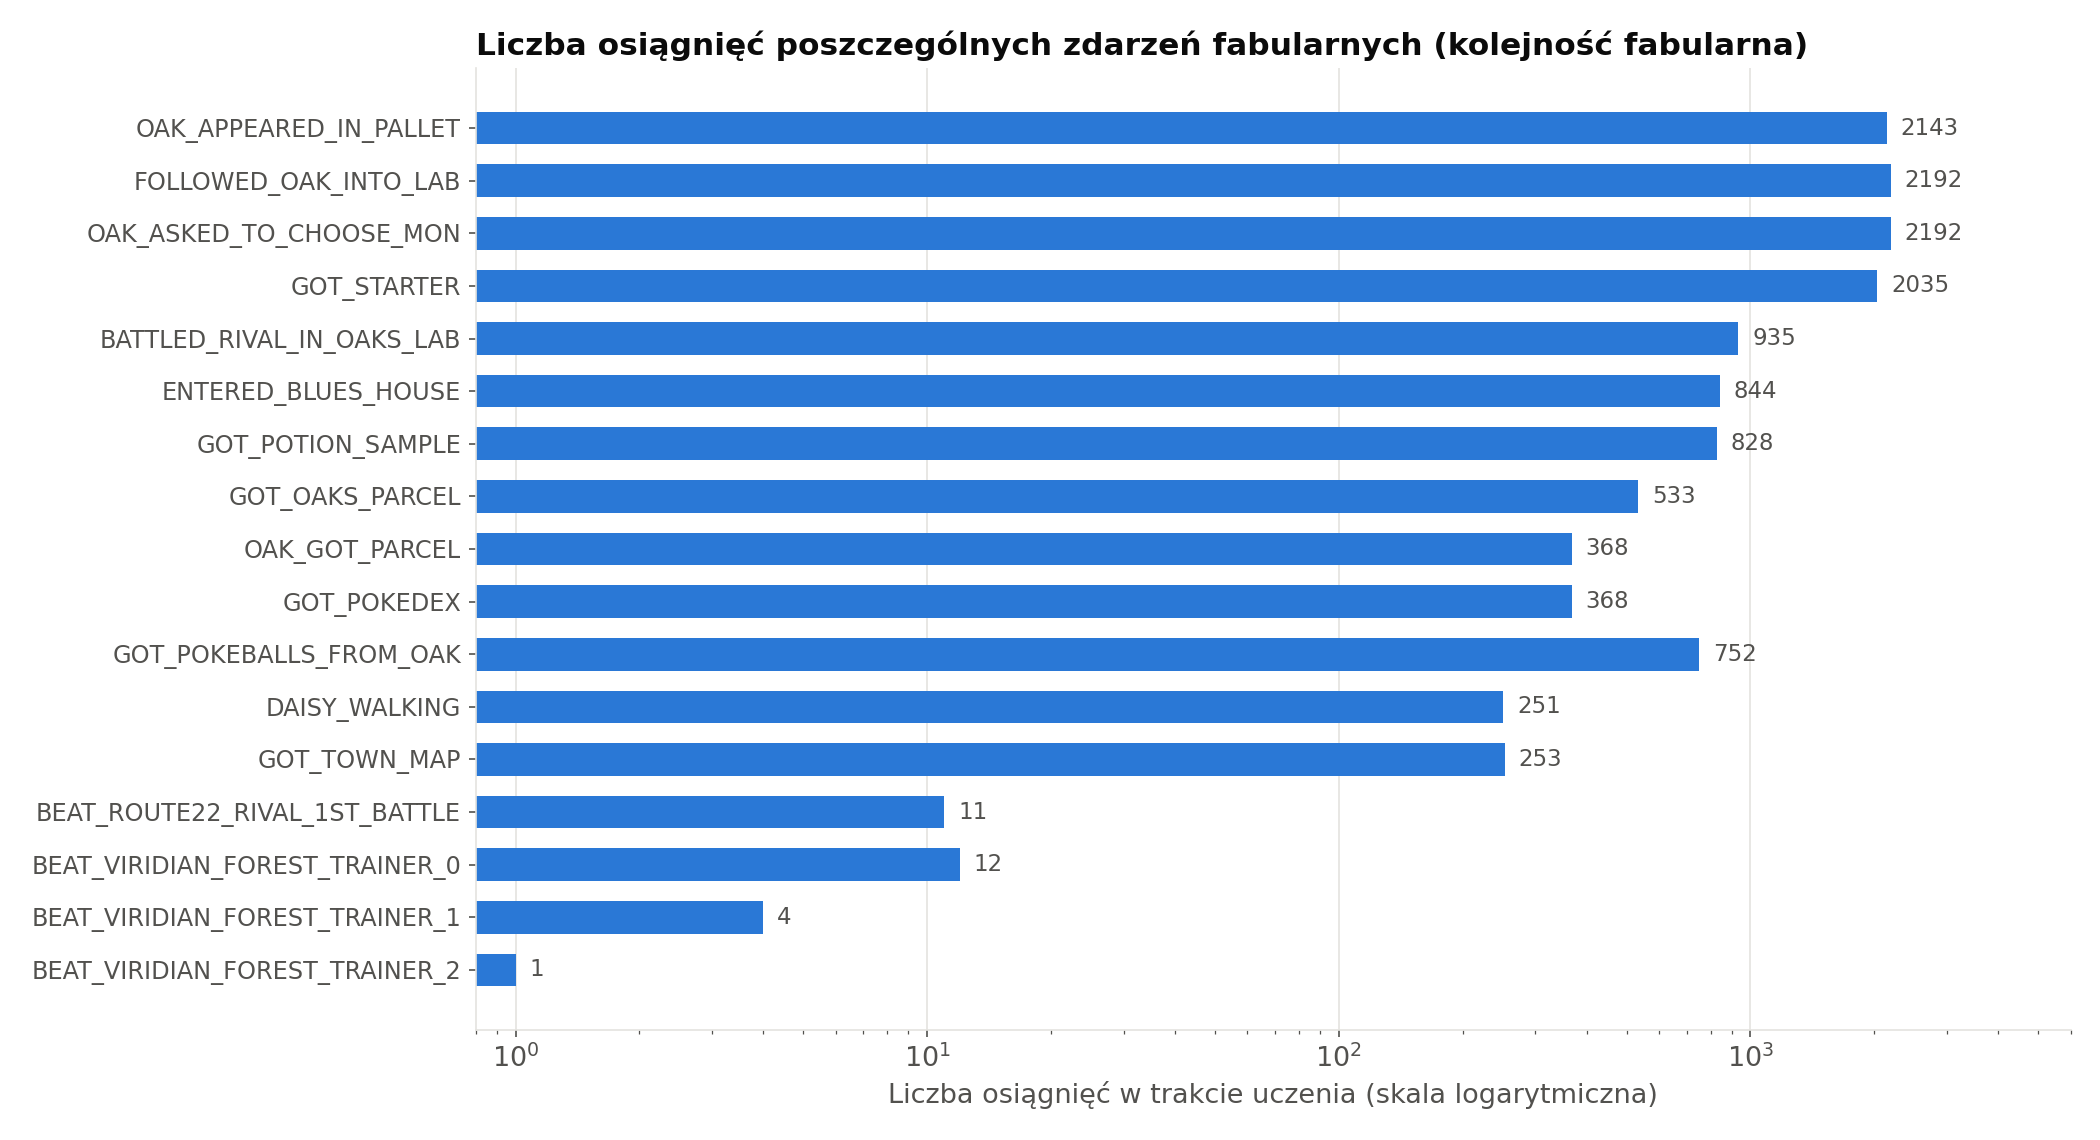 Liczba osiągnięć poszczególnych zdarzeń fabularnych (kolejność fabularna)
OAK_APPEARED_IN_PALLET 2143
FOLLOWED_OAK_INTO_LAB 2192
OAK_ASKED_TO_CHOOSE_MON 2192
GOT_STARTER 2035
BATTLED_RIVAL_IN_OAKS_LAB 935
ENTERED_BLUES_HOUSE 844
GOT_POTION_SAMPLE 828
GOT_OAKS_PARCEL 533
OAK_GOT_PARCEL 368
GOT_POKEDEX 368
GOT_POKEBALLS_FROM_OAK 752
DAISY_WALKING 251
GOT_TOWN_MAP 253
BEAT_ROUTE22_RIVAL_1ST_BATTLE 11
BEAT_VIRIDIAN_FOREST_TRAINER_0 12
BEAT_VIRIDIAN_FOREST_TRAINER_1 4
BEAT_VIRIDIAN_FOREST_TRAINER_2 1
10⁰ 10¹ 10² 10³
Liczba osiągnięć w trakcie uczenia (skala logarytmiczna)